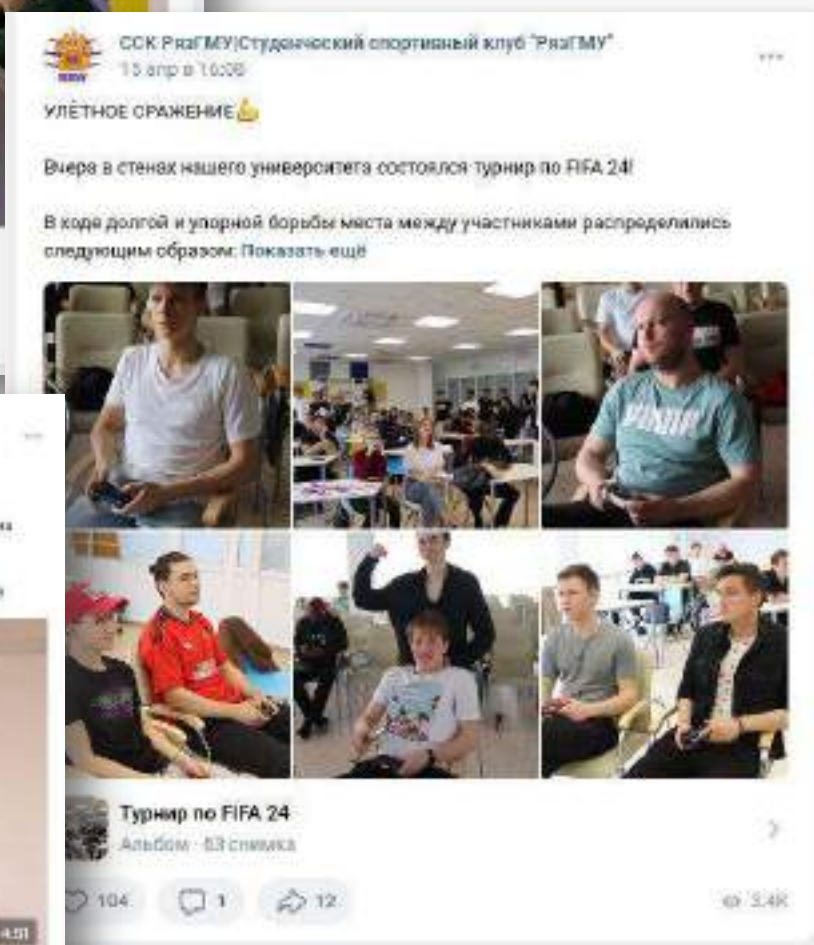 ССК РязГМУ|Студенческий спортивный клуб "РязГМУ"
15 апр в 16:08
УЛЁТНОЕ СРАЖЕНИЕ💪
Вчера в стенах нашего университета состоялся турнир по FIFA 24!
В ходе долгой и упорной борьбы места между участниками распределились
следующим образом: Показать ещё
Турнир по FIFA 24
Альбом · 63 снимка
104
1
12
3.4K
4:51